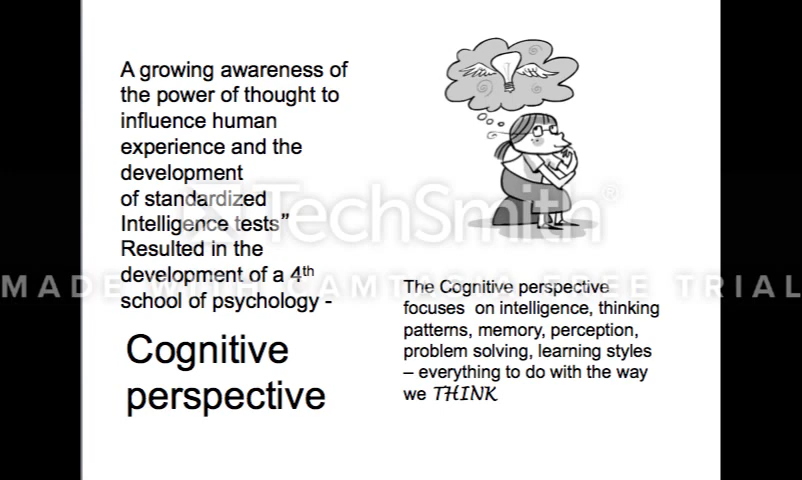 A growing awareness of
the power of thought to
influence human
experience and the
development
of standardized
Intelligence tests”
Resulted in the
development of a 4th
school of psychology -
Cognitive
perspective
The Cognitive perspective
focuses on intelligence, thinking
patterns, memory, perception,
problem solving, learning styles
– everything to do with the way
we THINK
TechSmith®
MADE WITH CAMTASIA FREE TRIAL